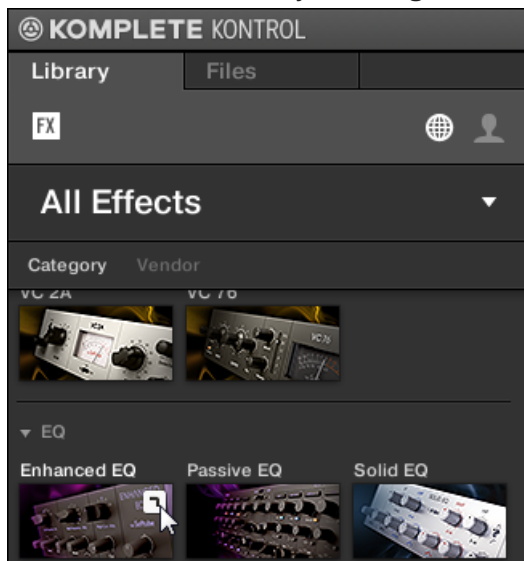 KOMPLETE KONTROL
Library Files
FX
All Effects
Category Vendor
VC 2A VC 76
EQ
Enhanced EQ Passive EQ Solid EQ